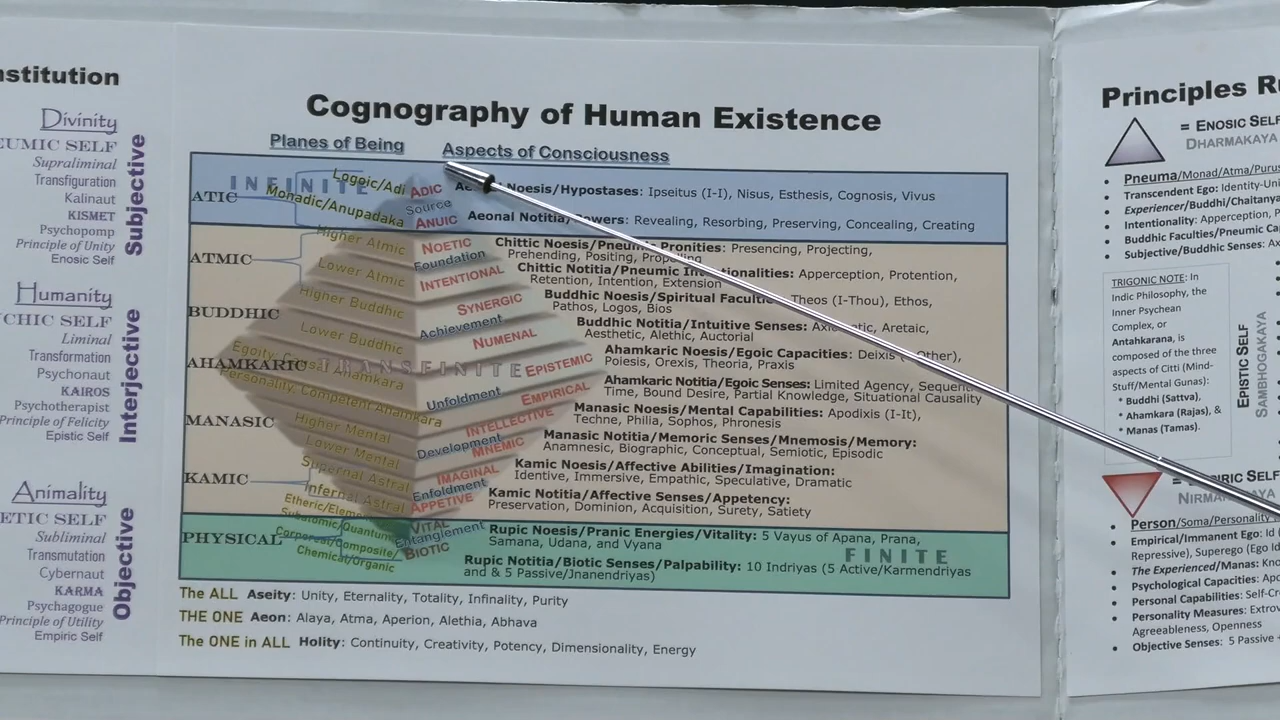 nstitution
Divinity
EUMIC SELF
Supraliminal
Transfiguration
Kalinaut
KISMET
Psychopomp
Principle of Unity
Enosic Self
Subjective
Humanity
CHIC SELF
Liminal
Transformation
Psychonaut
KAIROS
Psychotherapist
Principle of Felicity
Epistic Self
Interjective
Animality
ETIC SELF
Subliminal
Transmutation
Cybernaut
KARMA
Psychagogue
Principle of Utility
Empiric Self
Objective
Cognography of Human Existence
Planes of Being
Aspects of Consciousness
INFINITE
ATIC
Logoic/Adi
Monadic/Anupadaka
ADIC
Source
ANUIC
Noesis/Hypostases: Ipseitus (I-I), Nisus, Esthesis, Cognosis, Vivus
Aeonal Notitia/Powers: Revealing, Resorbing, Preserving, Concealing, Creating
ATMIC
Higher Atmic
Lower Atmic
NOETIC
Foundation
INTENTIONAL
Chittic Noesis/Pneumic Pronities: Presencing, Projecting,
Prehending, Positing, Propelling
Chittic Notitia/Pneumic Intentionalities: Apperception, Protention,
Retention, Intention, Extension
BUDDHIC
Higher Buddhic
Lower Buddhic
SYNERGIC
Achievement
NUMENAL
Buddhic Noesis/Spiritual Faculties: Theos (I-Thou), Ethos,
Pathos, Logos, Bios
Buddhic Notitia/Intuitive Senses: Aretaic,
Aesthetic, Alethic, Auctorial
AHAMKARIC
TRANSFINITE
Egoity, Ahamkara
Personality, Competent Ahamkara
EPISTEMIC
Unfoldment
EMPIRICAL
Ahamkaric Noesis/Egoic Capacities: Deixis Other),
Poiesis, Orexis, Theoria, Praxis
Ahamkaric Notitia/Egoic Senses: Limited Agency,
Time, Bound Desire, Partial Knowledge, Situational Causality
MANASIC
Higher Mental
Lower Mental
INTELLECTIVE
Development
MNEMIC
Manasic Noesis/Mental Capabilities: Apodixis (I-It),
Techne, Philia, Sophos, Phronesis
Manasic Notitia/Memoric Senses/Mnemosis/Memory:
Anamnesic, Biographic, Conceptual, Semiotic, Episodic
KAMIC
Supernal Astral
Infernal Astral
IMAGINAL
Enfoldment
APPETIVE
Kamic Noesis/Affective Abilities/Imagination:
Identive, Immersive, Empathic, Speculative, Dramatic
Kamic Notitia/Affective Senses/Appetency:
Preservation, Dominion, Acquisition, Surety, Satiety
PHYSICAL
Subatomic/Quantum
Chemical/Organic
VITAL
Entanglement
BIOTIC
Rupic Noesis/Pranic Energies/Vitality: 5 Vayus of Apana, Prana,
Samana, Udana, and Vyana
FINITE
Rupic Notitia/Biotic Senses/Palpability: 10 Indriyas (5 Active/Karmendriyas
and & 5 Passive/Jnanendriyas)
The ALL Aseity: Unity, Eternality, Totality, Infinality, Purity
THE ONE Aeon: Alaya, Atma, Aperion, Alethia, Abhava
The ONE in ALL Holity: Continuity, Creativity, Potency, Dimensionality, Energy
Principles Ru
= ENOSIC SELF
DHARMAKAYA
• Pneuma/Monad/Atma/Purus
• Transcendent Ego: Identity-Uni
• Experiencer/Buddhi/Chaitanya
• Intentionality: Apperception, P
• Buddhic Faculties/Pneumic Cap
• Subjective/Buddhic Senses: Ax
TRIGONIC NOTE: In
Indic Philosophy, the
Inner Psychean
Complex, or
Antahkarana, is
composed of the three
aspects of Citti (Mind-
Stuff/Mental Gunas):
* Buddhi (Sattva),
* Ahamkara (Rajas), &
* Manas (Tamas).
EPISTIC SELF
SAMBHOGAKAYA
SELF
NIRMANAKAYA
• Person/Soma/Personality
• Empirical/Immanent Ego: Id (
Repressive), Superego (Ego Id
• The Experienced/Manas: Kno
• Psychological Capacities: Ap
• Personal Capabilities: Self-Cr
• Personality Measures: Extrov
Agreeableness, Openness
• Objective Senses: 5 Passive +